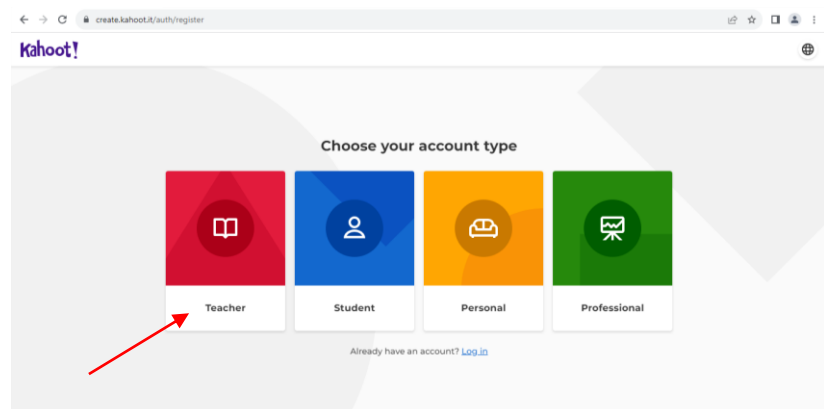 create.kahoot.it/auth/register
Kahoot!
Choose your account type
Teacher Student Personal Professional
Already have an account? Log in